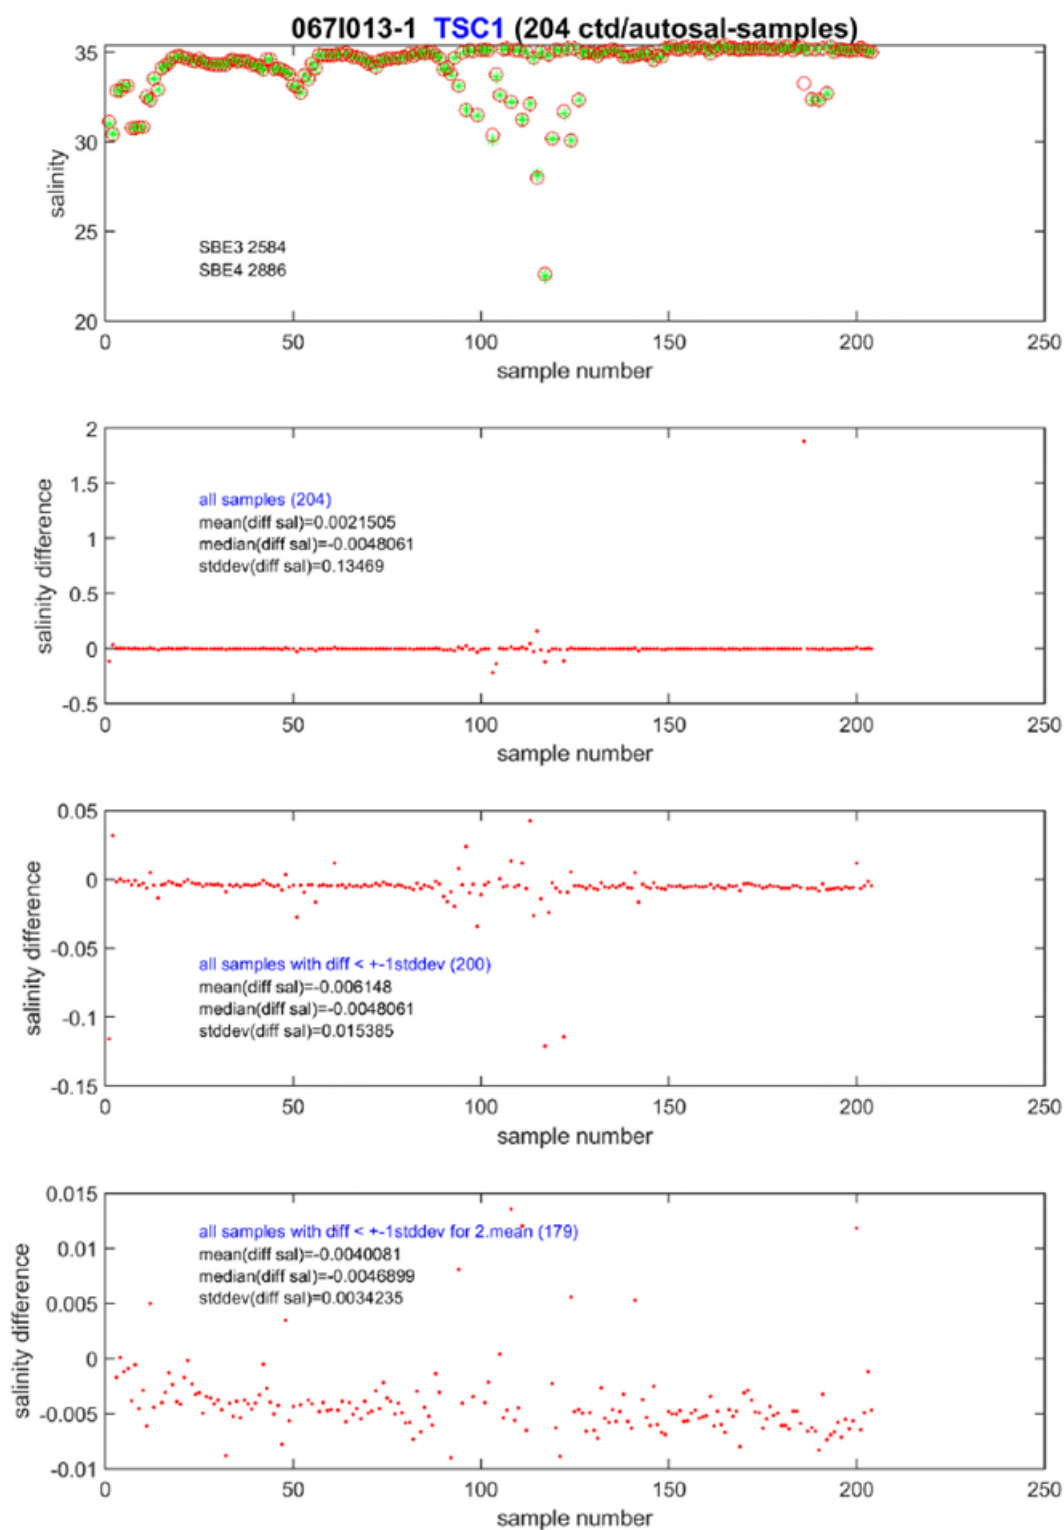 067I013-1 TSC1 (204 ctd/autosal-samples)
35
30
25
20
salinity
SBE3 2584
SBE4 2886
0 50 100 150 200 250
sample number
2
1.5
1
0.5
0
-0.5
salinity difference
all samples (204)
mean(diff sal)=0.0021505
median(diff sal)=-0.0048061
stddev(diff sal)=0.13469
0 50 100 150 200 250
sample number
0.05
0
-0.05
-0.1
-0.15
salinity difference
all samples with diff < +-1stddev (200)
mean(diff sal)=-0.006148
median(diff sal)=-0.0048061
stddev(diff sal)=0.015385
0 50 100 150 200 250
sample number
0.015
0.01
0.005
0
-0.005
-0.01
salinity difference
all samples with diff < +-1stddev for 2.mean (179)
mean(diff sal)=-0.0040081
median(diff sal)=-0.0046899
stddev(diff sal)=0.0034235
0 50 100 150 200 250
sample number